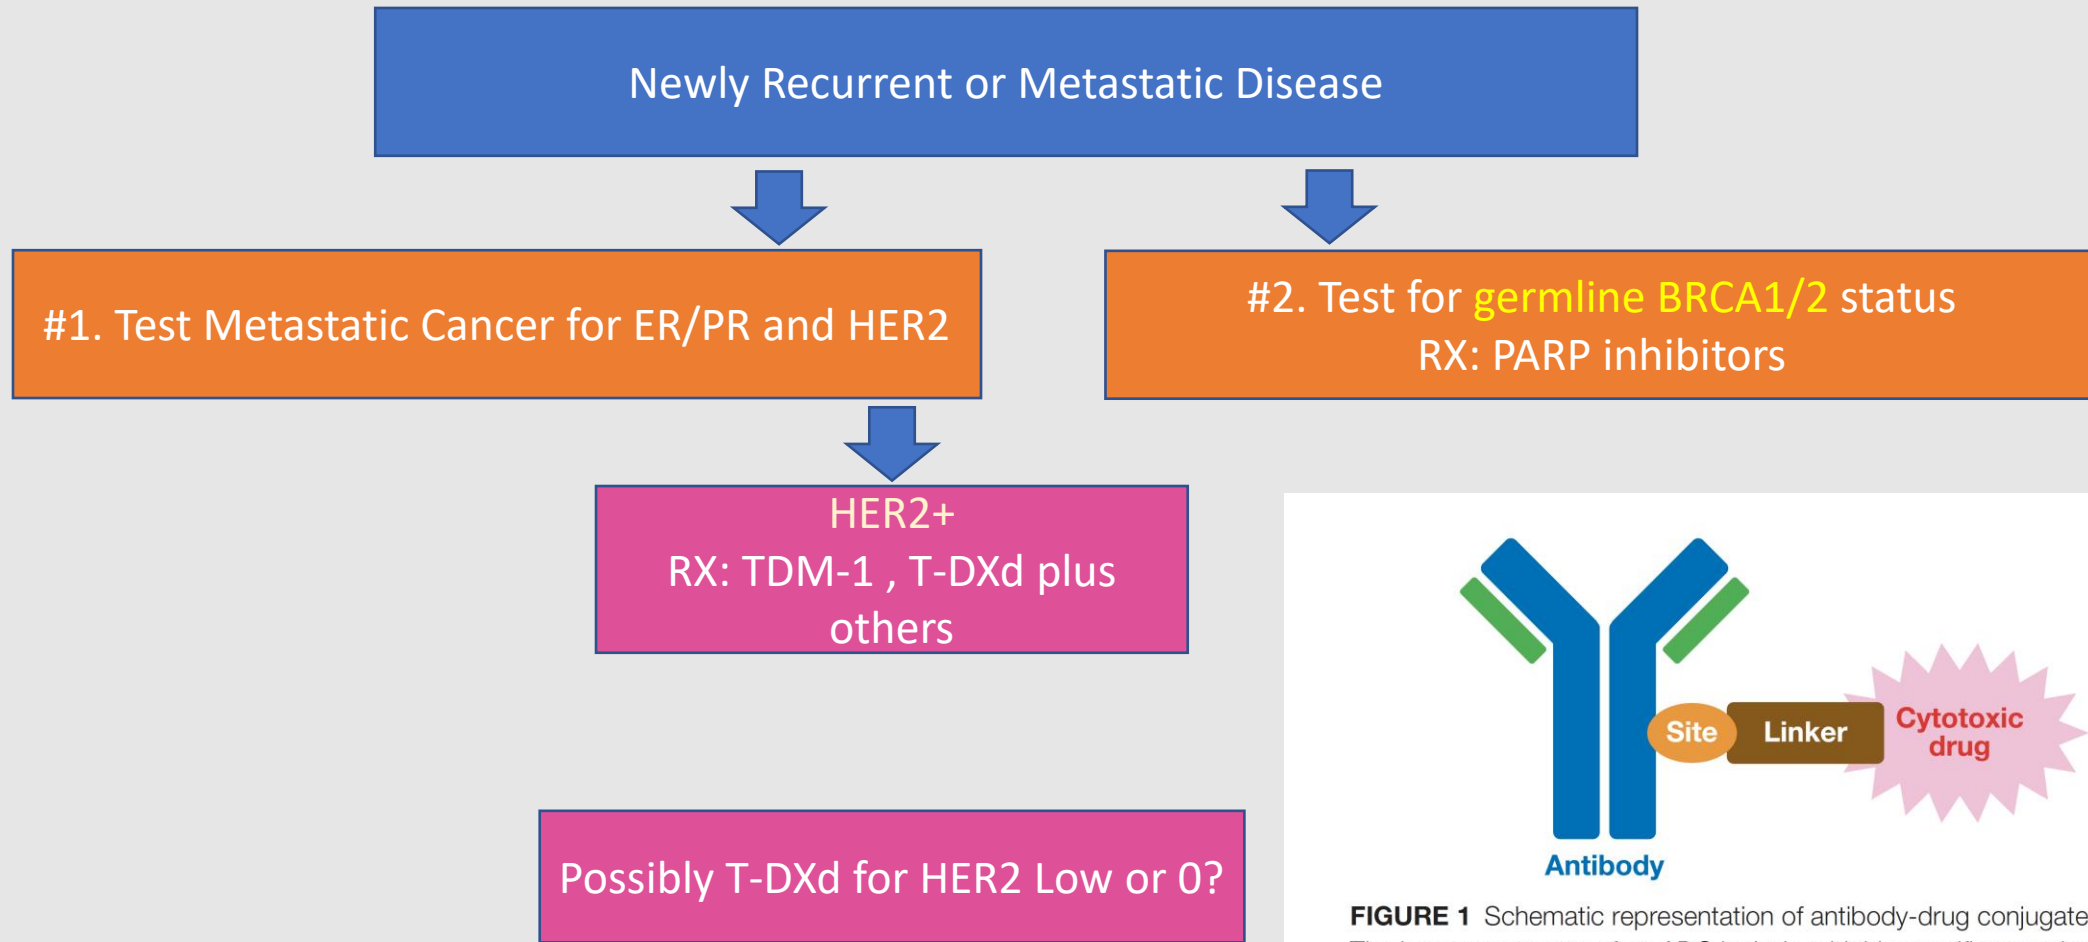 Newly Recurrent or Metastatic Disease
#1. Test Metastatic Cancer for ER/PR and HER2
#2. Test for germline BRCA1/2 status
RX: PARP inhibitors
HER2+
RX: TDM-1 , T-DXd plus
others
Possibly T-DXd for HER2 Low or 0?
Site
Linker
Cytotoxic
drug
Antibody
FIGURE 1 Schematic representation of antibody-drug conjugate